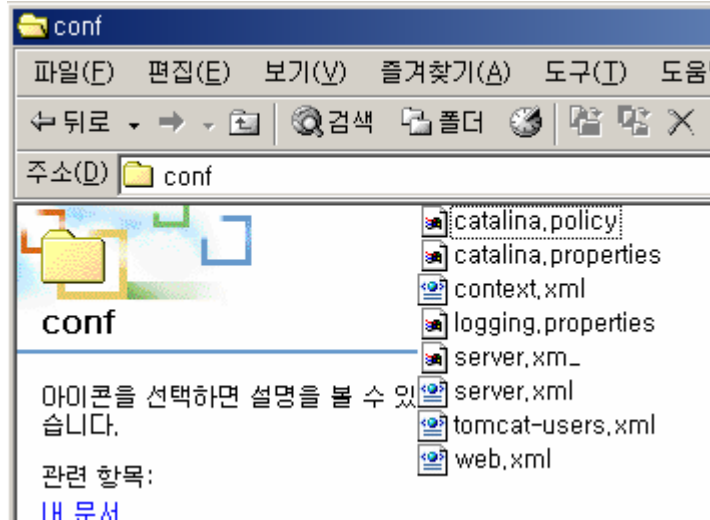 conf
파일(F) 편집(E) 보기(V) 즐겨찾기(A) 도구(T) 도움
뒤로 검색 폴더
주소(D) conf
conf
아이콘을 선택하면 설명을 볼 수 있
습니다.
관련 항목:
내 문서
catalina.policy
catalina.properties
context.xml
logging.properties
server.xm_
server.xml
tomcat-users.xml
web.xml